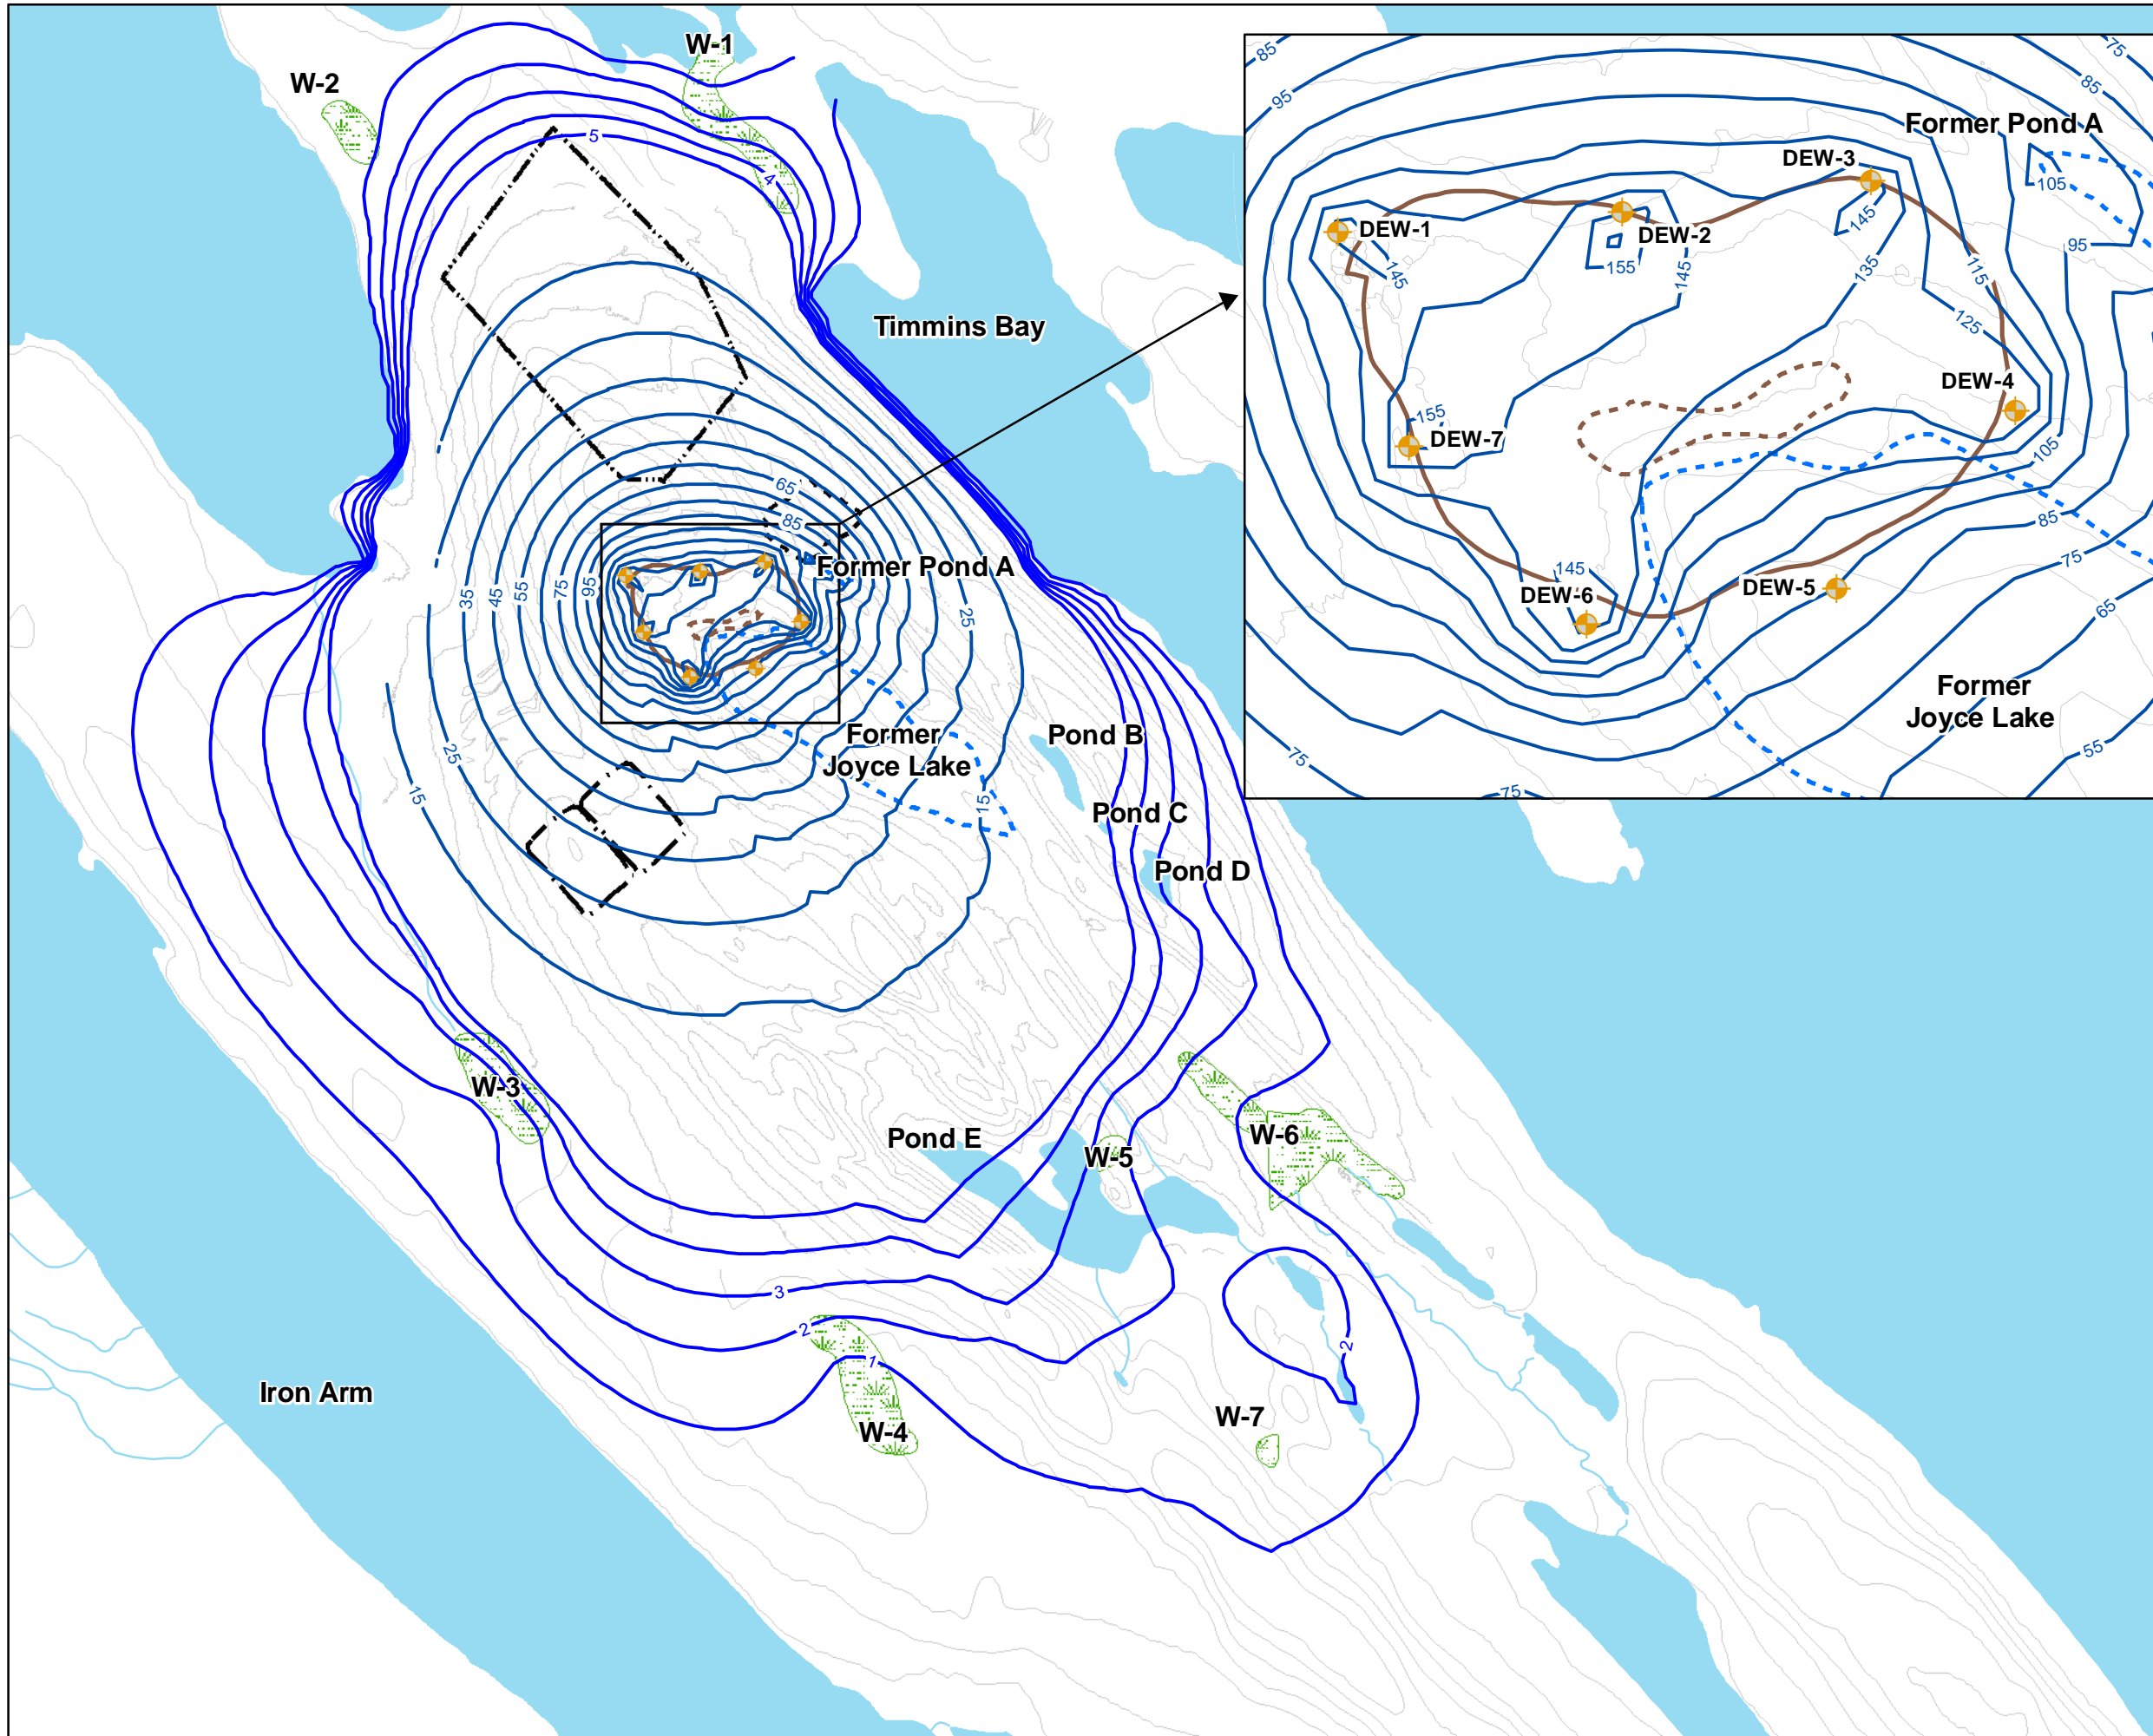 W-1
W-2
5
4
Timmins Bay
65
85
Former Pond A
35
45
55
75
95
25
25
15
Former
Joyce Lake
15
Pond B
Pond C
Pond D
W-3
Pond E
W-5
W-6
3
2
1
2
Iron Arm
W-4
W-7
85
75
85
95
Former Pond A
DEW-3
105
145
DEW-1
DEW-2
95
145
155
145
135
115
125
DEW-4
155
DEW-7
105
85
75
145
DEW-6
DEW-5
65
Former
Joyce Lake
55
75
75